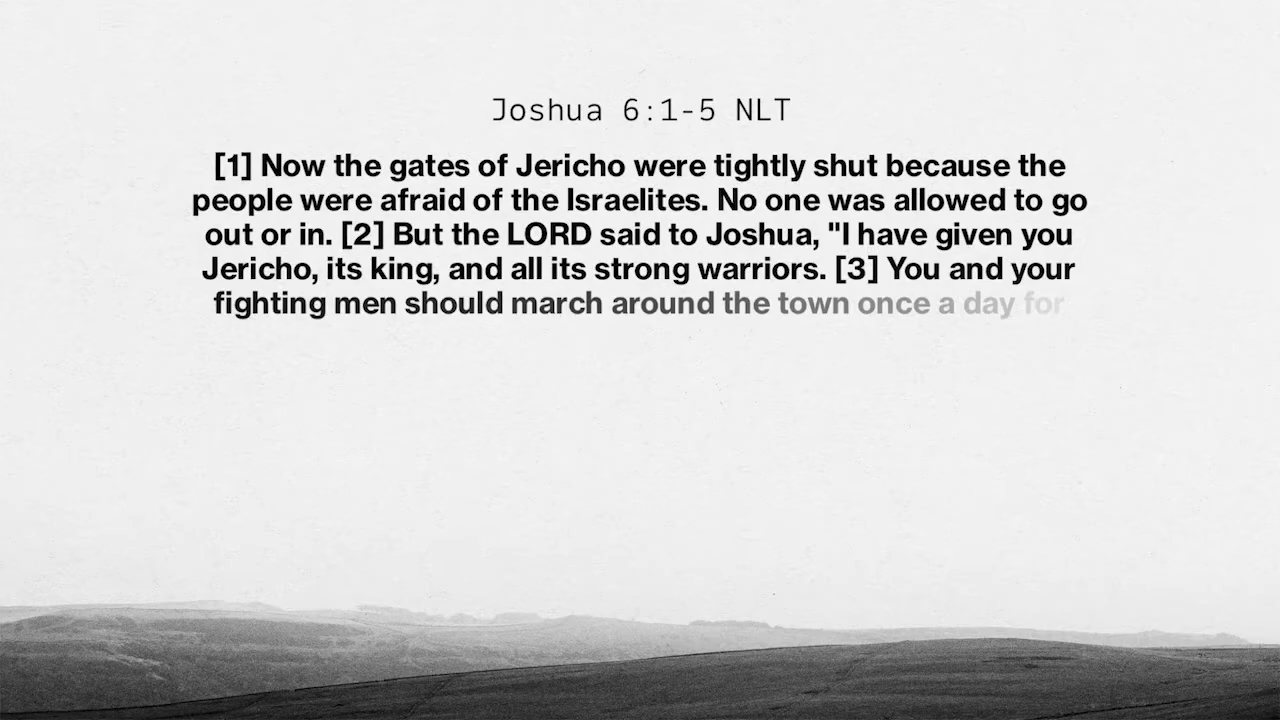 Joshua 6:1-5 NLT
[1] Now the gates of Jericho were tightly shut because the
people were afraid of the Israelites. No one was allowed to go
out or in. [2] But the LORD said to Joshua, "I have given you
Jericho, its king, and all its strong warriors. [3] You and your
fighting men should march around the town once a day for